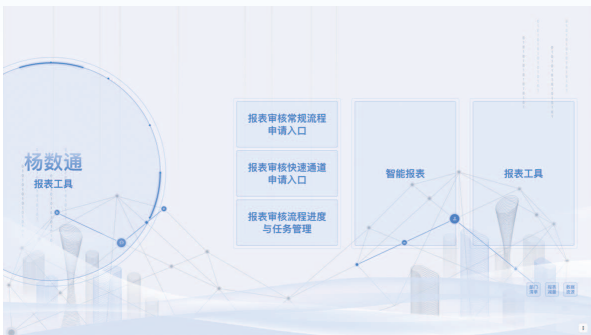 杨数通
报表工具
报表审核常规流程
申请入口
报表审核快速通道
申请入口
报表审核流程进度
与任务管理
智能报表
报表工具